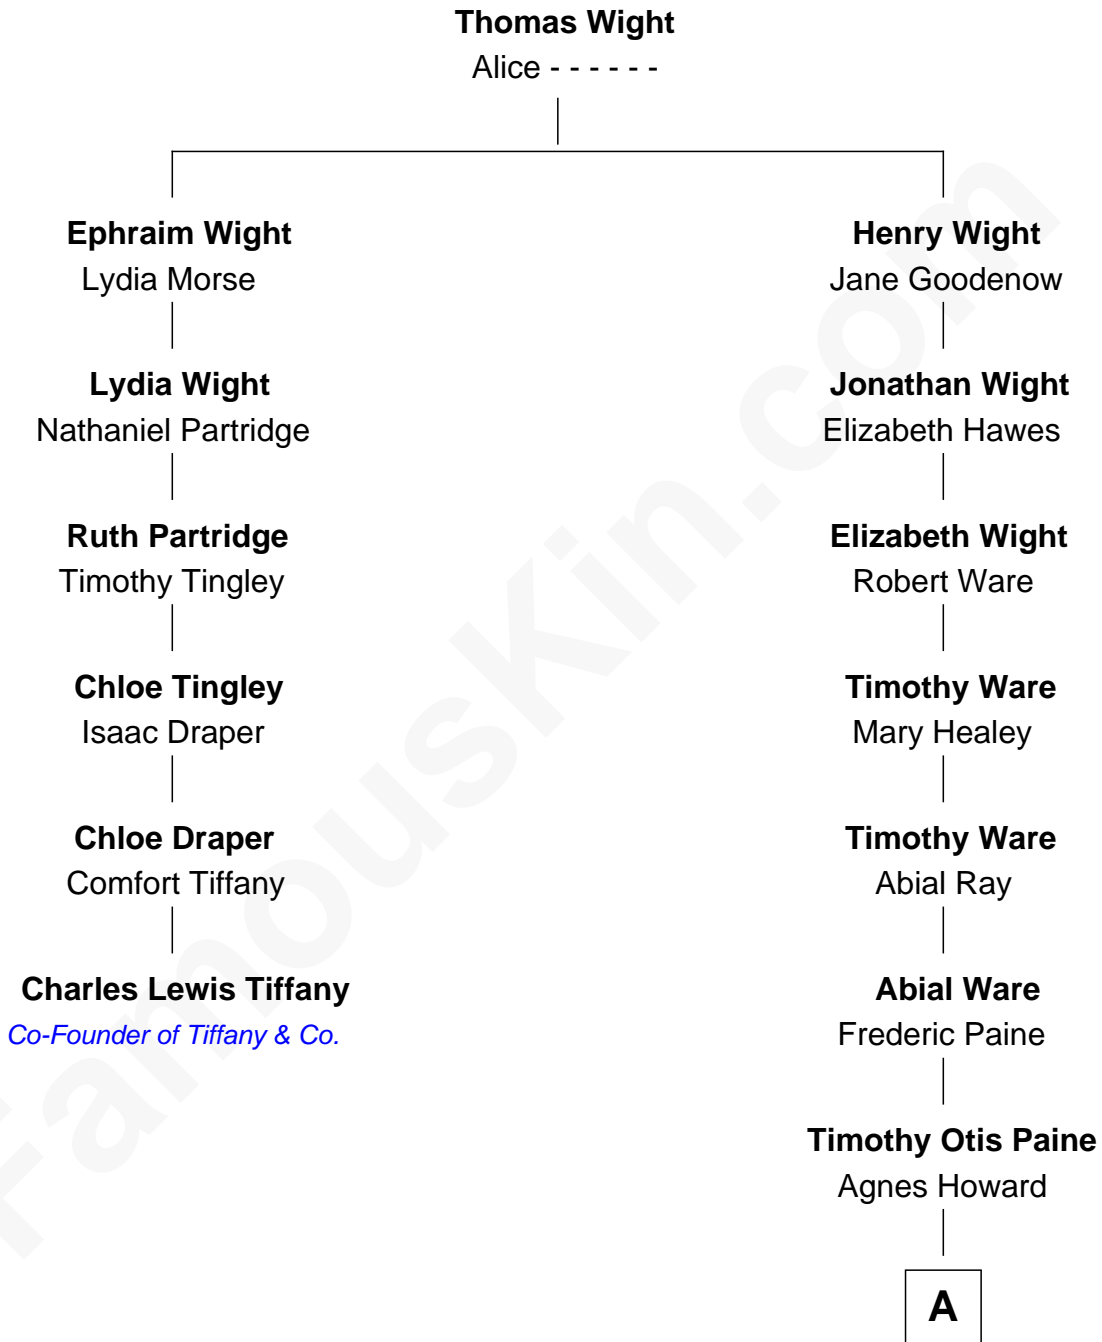 Thomas Wight
Alice - - - - - -
Ephraim Wight
Lydia Morse
Henry Wight
Jane Goodenow
Lydia Wight
Nathaniel Partridge
Jonathan Wight
Elizabeth Hawes
Ruth Partridge
Timothy Tingley
Elizabeth Wight
Robert Ware
Chloe Tingley
Isaac Draper
Timothy Ware
Mary Healey
Chloe Draper
Comfort Tiffany
Timothy Ware
Abial Ray
Charles Lewis Tiffany
Co-Founder of Tiffany & Co.
Abial Ware
Frederic Paine
Timothy Otis Paine
Agnes Howard
A
FamousKin.com